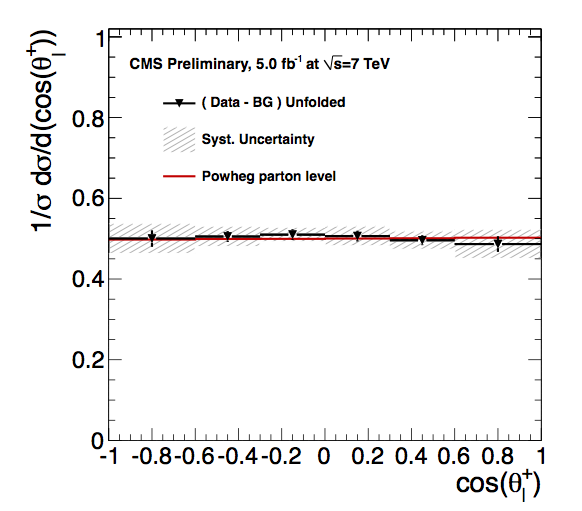 1
0.8
0.6
0.4
0.2
0
1/σ dσ/d(cos(θₗ⁺))
CMS Preliminary, 5.0 fb⁻¹ at √s=7 TeV
( Data - BG ) Unfolded
Syst. Uncertainty
Powheg parton level
-1 -0.8 -0.6 -0.4 -0.2 0 0.2 0.4 0.6 0.8 1
cos(θₗ⁺)